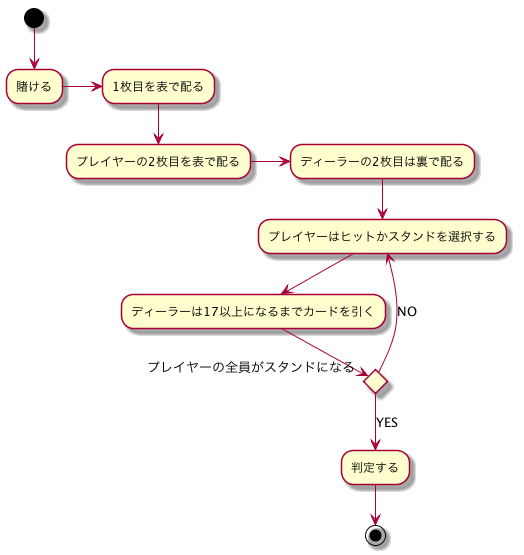 賭ける
1枚目を表で配る
プレイヤーの2枚目を表で配る
ディーラーの2枚目は裏で配る
プレイヤーはヒットかスタンドを選択する
ディーラーは17以上になるまでカードを引く
NO
プレイヤーの全員がスタンドになる
YES
判定する